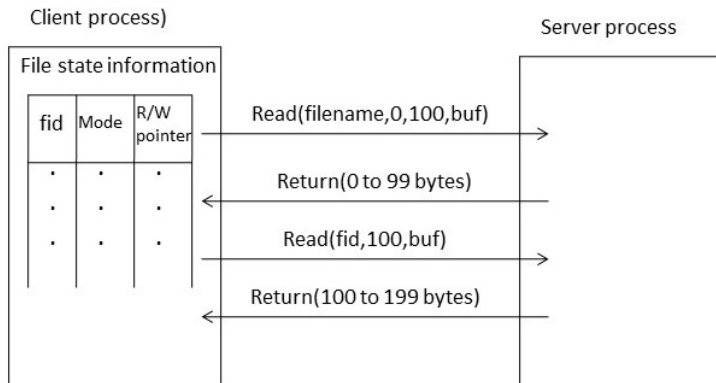 Client process)
Server process
File state information
fid
Mode
R/W
pointer
Read(filename,0,100,buf)
Return(0 to 99 bytes)
Read(fid,100,buf)
Return(100 to 199 bytes)